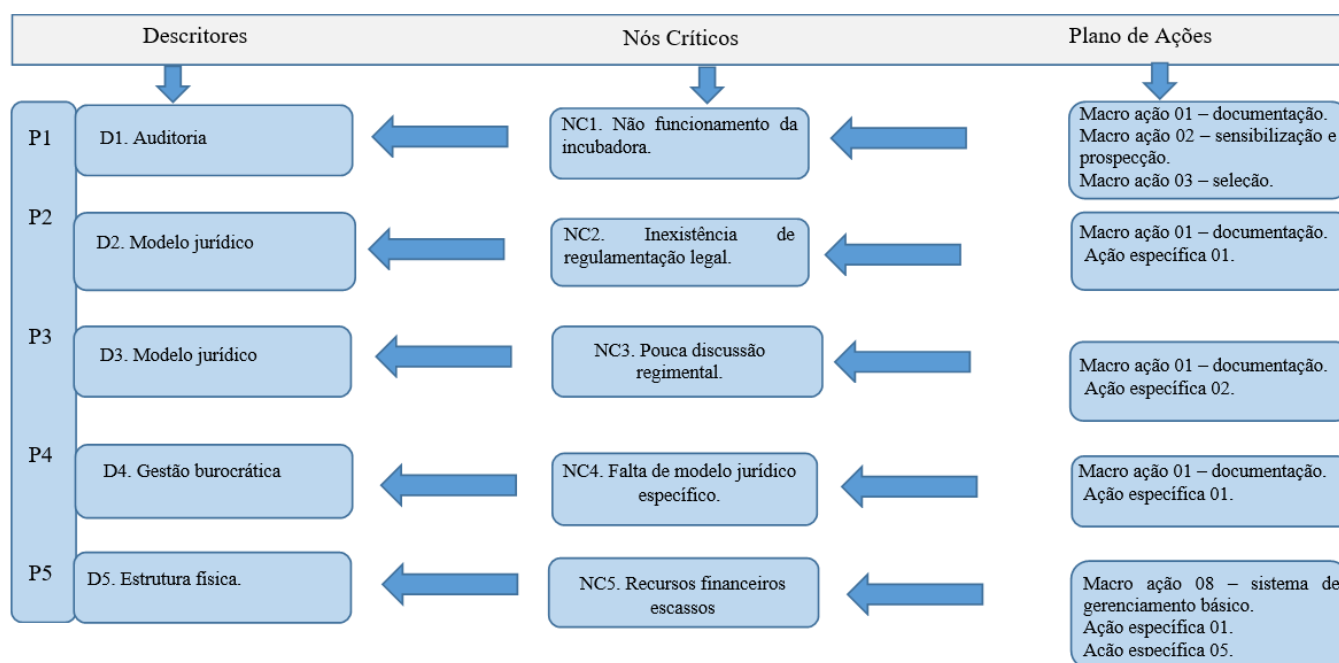 Descritores
Nós Críticos
Plano de Ações
P1
D1. Auditoria
NC1. Não funcionamento da
incubadora.
Macro ação 01 – documentação.
Macro ação 02 – sensibilização e
prospecção.
Macro ação 03 – seleção.
P2
D2. Modelo jurídico
NC2. Inexistência de
regulamentação legal.
Macro ação 01 – documentação.
Ação específica 01.
P3
D3. Modelo jurídico
NC3. Pouca discussão
regimental.
Macro ação 01 – documentação.
Ação específica 02.
P4
D4. Gestão burocrática
NC4. Falta de modelo jurídico
específico.
Macro ação 01 – documentação.
Ação específica 01.
P5
D5. Estrutura física.
NC5. Recursos financeiros
escassos
Macro ação 08 – sistema de
gerenciamento básico.
Ação específica 01.
Ação específica 05.